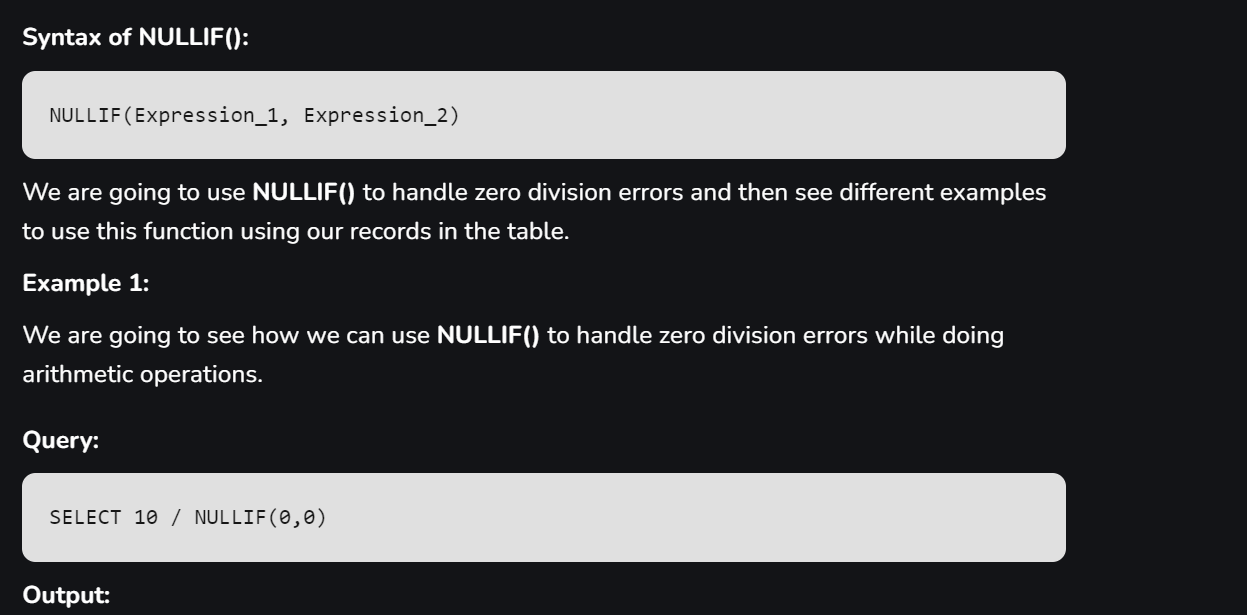 Syntax of NULLIF():
NULLIF(Expression_1, Expression_2)
We are going to use NULLIF() to handle zero division errors and then see different examples
to use this function using our records in the table.
Example 1:
We are going to see how we can use NULLIF() to handle zero division errors while doing
arithmetic operations.
Query:
SELECT 10 / NULLIF(0,0)
Output: